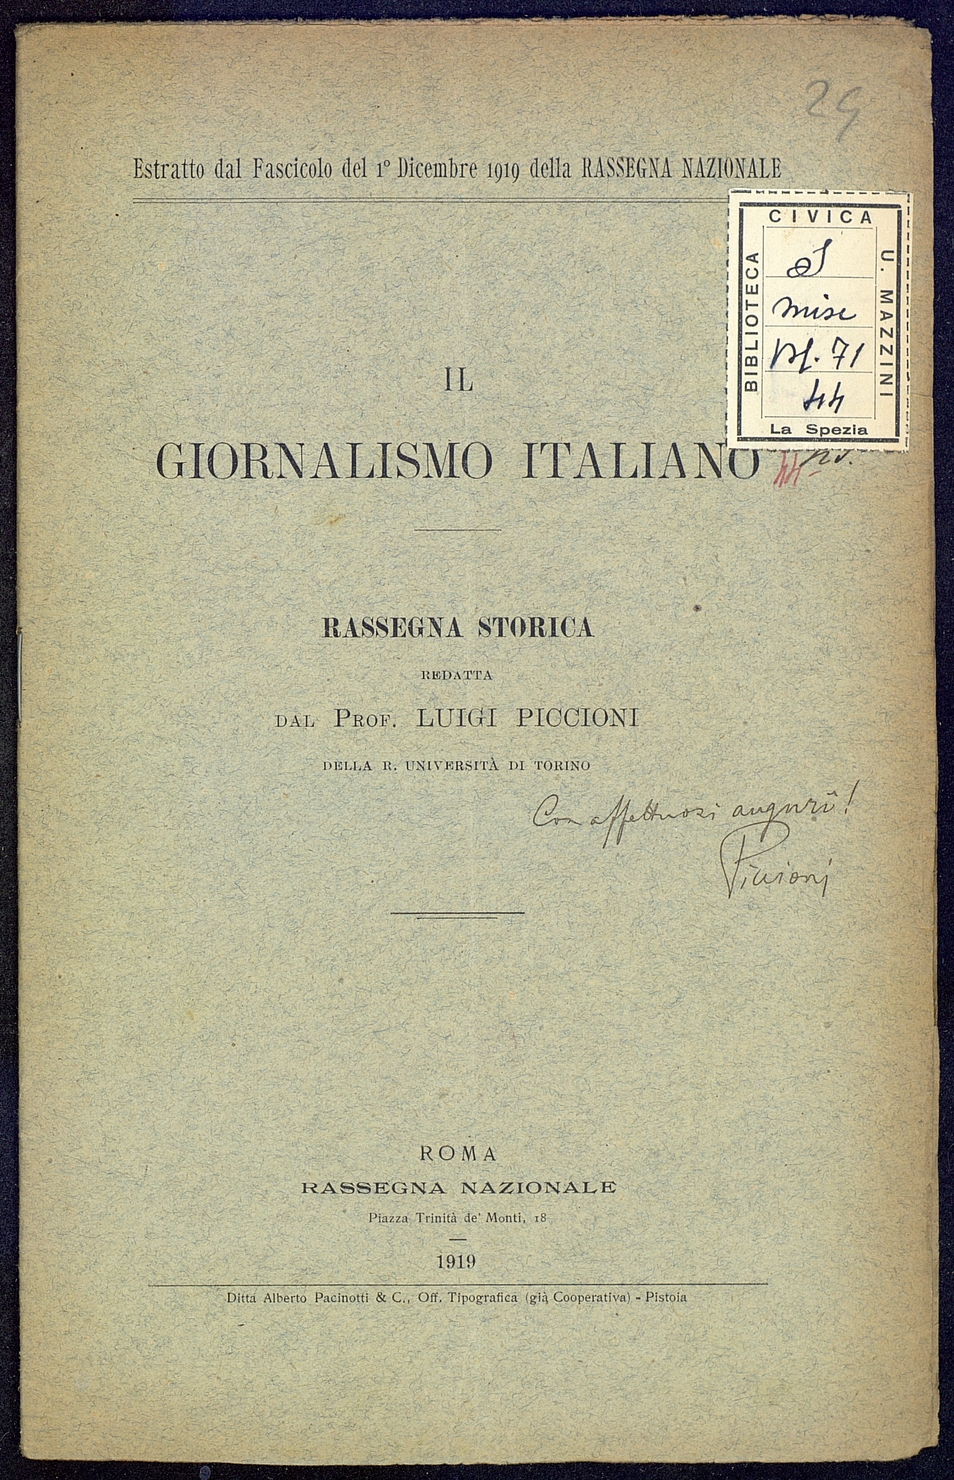 29
Estratto dal Fascicolo del 1º Dicembre 1919 della RASSEGNA NAZIONALE
CIVICA
BIBLIOTECA
U. MAZZINI
misc
71
44
La Spezia
IL
GIORNALISMO ITALIANO
44
RASSEGNA STORICA
REDATTA
DAL PROF. LUIGI PICCIONI
DELLA R. UNIVERSITÀ DI TORINO
Con affettuosi auguri!
Piccioni
ROMA
RASSEGNA NAZIONALE
Piazza Trinità de' Monti, 18
1919
Ditta Alberto Pacinotti & C., Off. Tipografica (già Cooperativa) - Pistoia